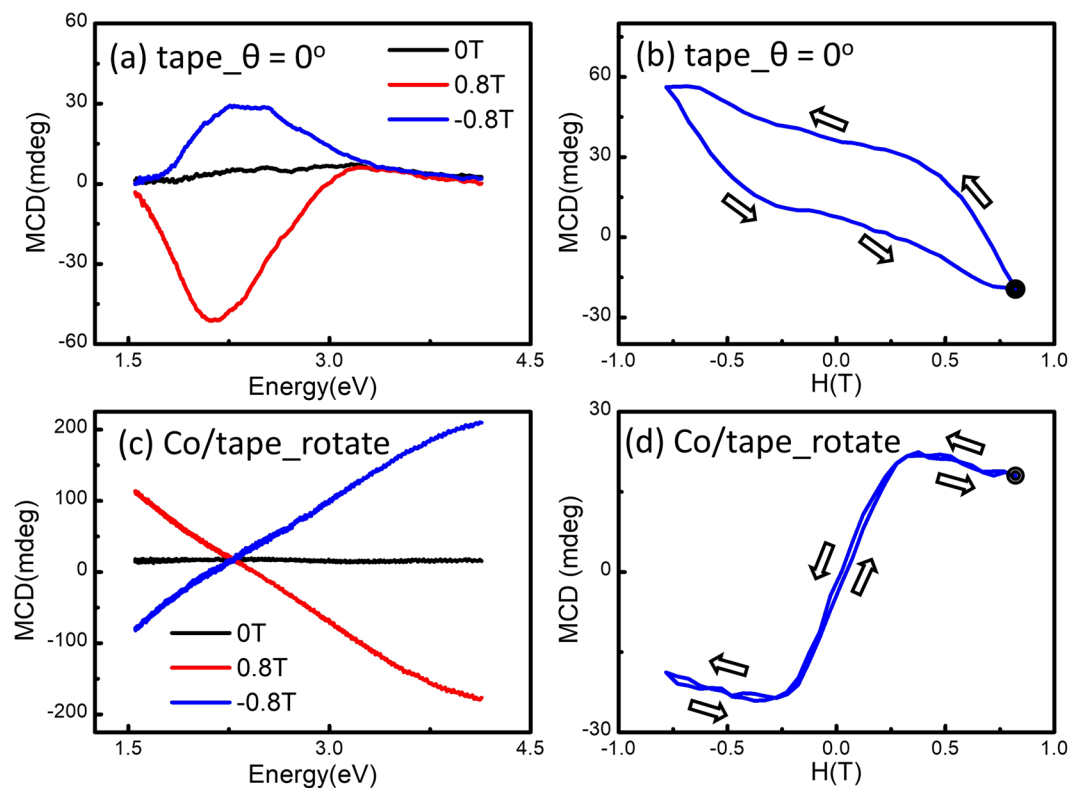 (a) tape_θ = 0°
MCD(mdeg)
60
30
0
-30
-60
0T
0.8T
-0.8T
1.5
3.0
4.5
Energy(eV)
(b) tape_θ = 0°
MCD(mdeg)
60
30
0
-30
-1.0
-0.5
0.0
0.5
1.0
H(T)
(c) Co/tape_rotate
MCD(mdeg)
200
100
0
-100
-200
0T
0.8T
-0.8T
1.5
3.0
4.5
Energy(eV)
(d) Co/tape_rotate
MCD (mdeg)
30
0
-30
-1.0
-0.5
0.0
0.5
1.0
H(T)